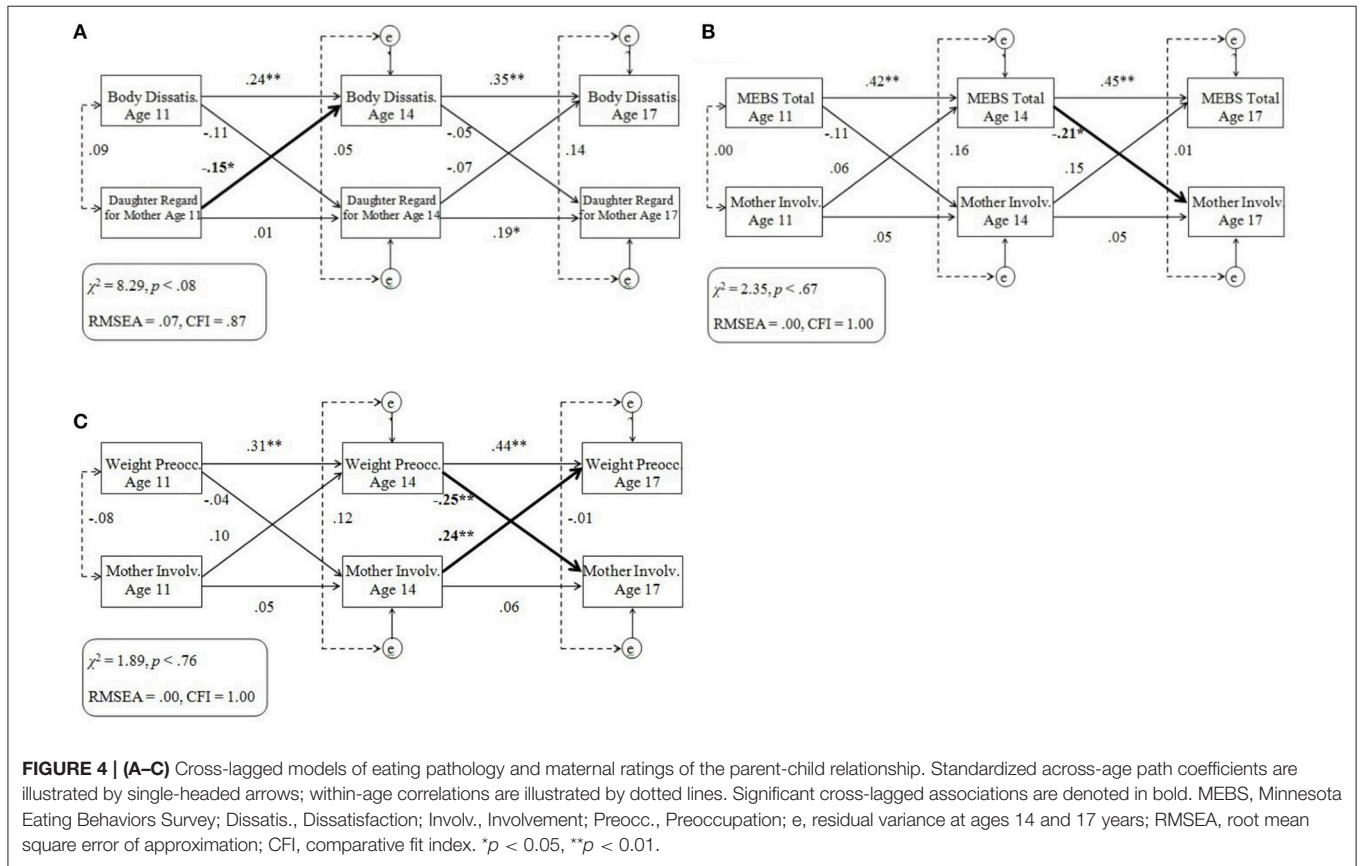 A
e
e
.24**
.35**
Body Dissatis.
Age 11
Body Dissatis.
Age 14
Body Dissatis.
Age 17
-.11
-.05
.09
.05
.14
-.15*
-.07
Daughter Regard
for Mother Age 11
Daughter Regard
for Mother Age 14
Daughter Regard
for Mother Age 17
.01
.19*
e
e
χ² = 8.29, p < .08
RMSEA = .07, CFI = .87
B
e
e
.42**
.45**
MEBS Total
Age 11
MEBS Total
Age 14
MEBS Total
Age 17
-.11
-.21*
.00
.16
.01
.06
.15
Mother Involv.
Age 11
Mother Involv.
Age 14
Mother Involv.
Age 17
.05
.05
e
e
χ² = 2.35, p < .67
RMSEA = .00, CFI = 1.00
C
e
e
.31**
.44**
Weight Preocc.
Age 11
Weight Preocc.
Age 14
Weight Preocc.
Age 17
-.04
-.25**
-.08
.12
-.01
.10
.24**
Mother Involv.
Age 11
Mother Involv.
Age 14
Mother Involv.
Age 17
.05
.06
e
e
χ² = 1.89, p < .76
RMSEA = .00, CFI = 1.00
FIGURE 4 | (A–C) Cross-lagged models of eating pathology and maternal ratings of the parent-child relationship. Standardized across-age path coefficients are
illustrated by single-headed arrows; within-age correlations are illustrated by dotted lines. Significant cross-lagged associations are denoted in bold. MEBS, Minnesota
Eating Behaviors Survey; Dissatis., Dissatisfaction; Involv., Involvement; Preocc., Preoccupation; e, residual variance at ages 14 and 17 years; RMSEA, root mean
square error of approximation; CFI, comparative fit index. *p < 0.05, **p < 0.01.